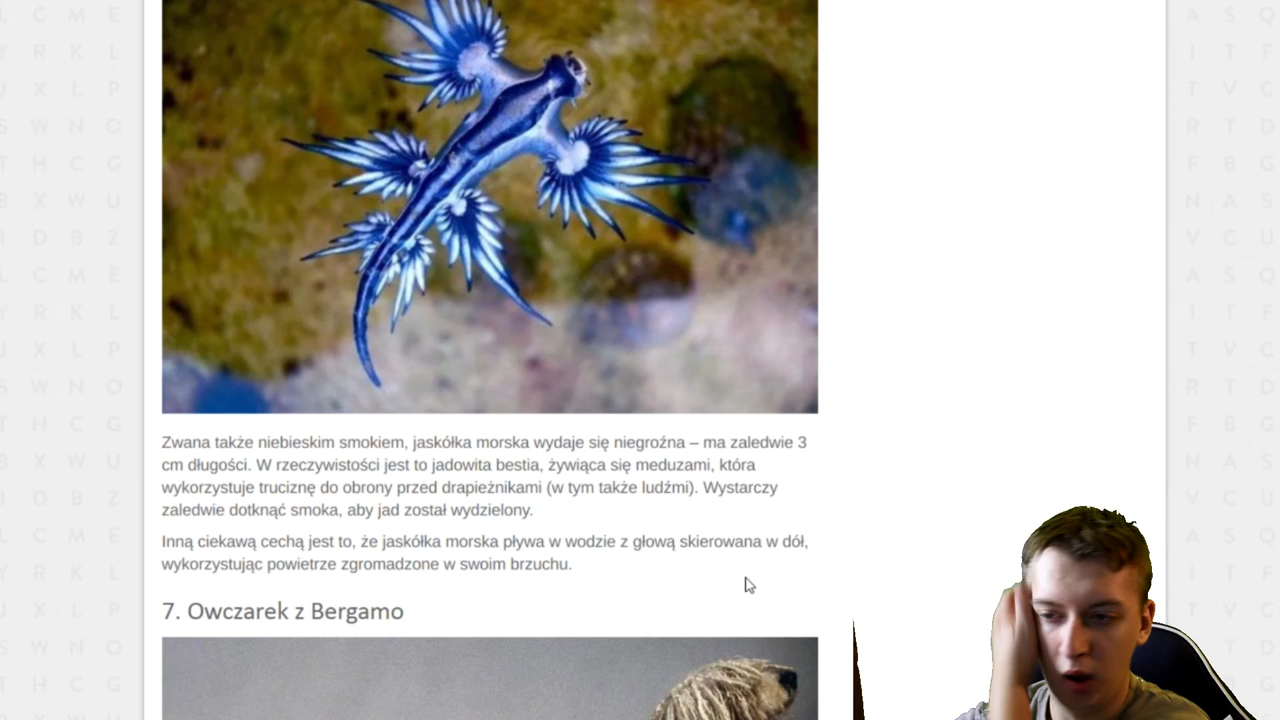 Zwana także niebieskim smokiem, jaskółka morska wydaje się niegroźna – ma zaledwie 3
cm długości. W rzeczywistości jest to jadowita bestia, żywiąca się meduzami, która
wykorzystuje truciznę do obrony przed drapieżnikami (w tym także ludźmi). Wystarczy
zaledwie dotknąć smoka, aby jad został wydzielony.
Inną ciekawą cechą jest to, że jaskółka morska pływa w wodzie z głową skierowana w dół,
wykorzystując powietrze zgromadzone w swoim brzuchu.
7. Owczarek z Bergamo